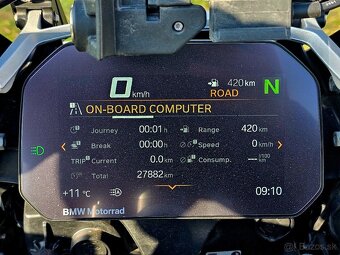 0 km/h
420 km
ROAD N
ON-BOARD COMPUTER
Journey 00:01 h Range 420 km
Break 00:00 h Speed 0 km/h
TRIP Current 0.0 km Consump. —
Total 27882 km
+11 °C 09:10
BMW Motorrad